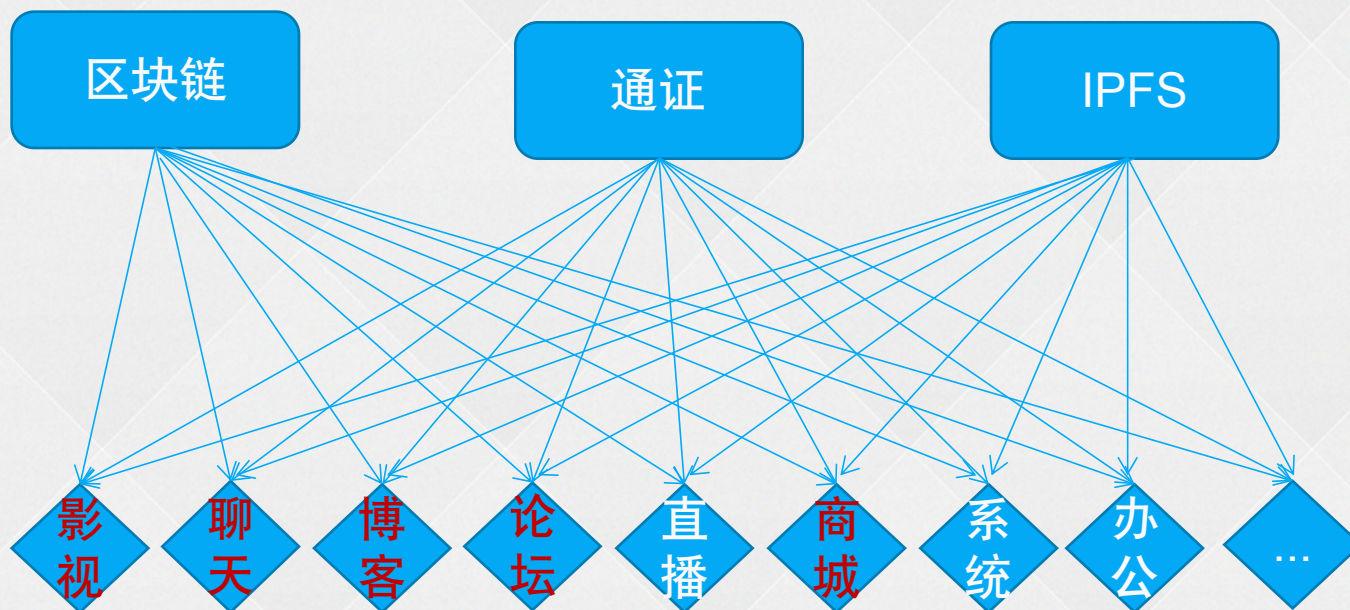 区块链
通证
IPFS
影
视
聊
天
博
客
论
坛
直
播
商
城
系
统
办
公
...